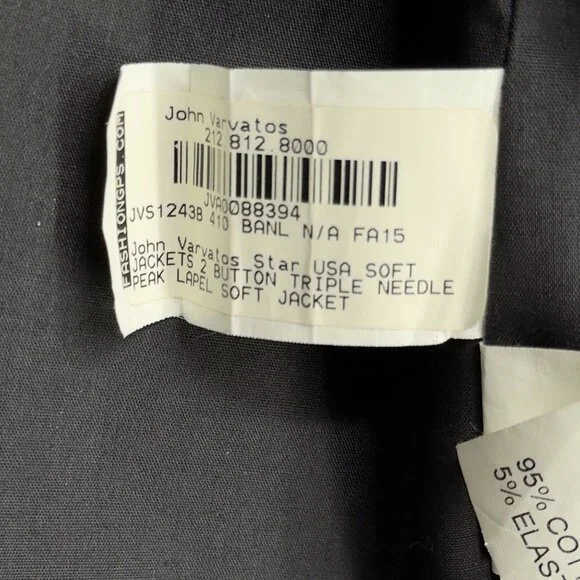 FASHIONGPS.COM
John Varvatos
212.812.8000
JVA0088394
JVS1243B 410 BANL N/A FA15
John Varvatos Star USA SOFT
JACKETS 2 BUTTON TRIPLE NEEDLE
PEAK LAPEL SOFT JACKET
95% COT
5% ELAST